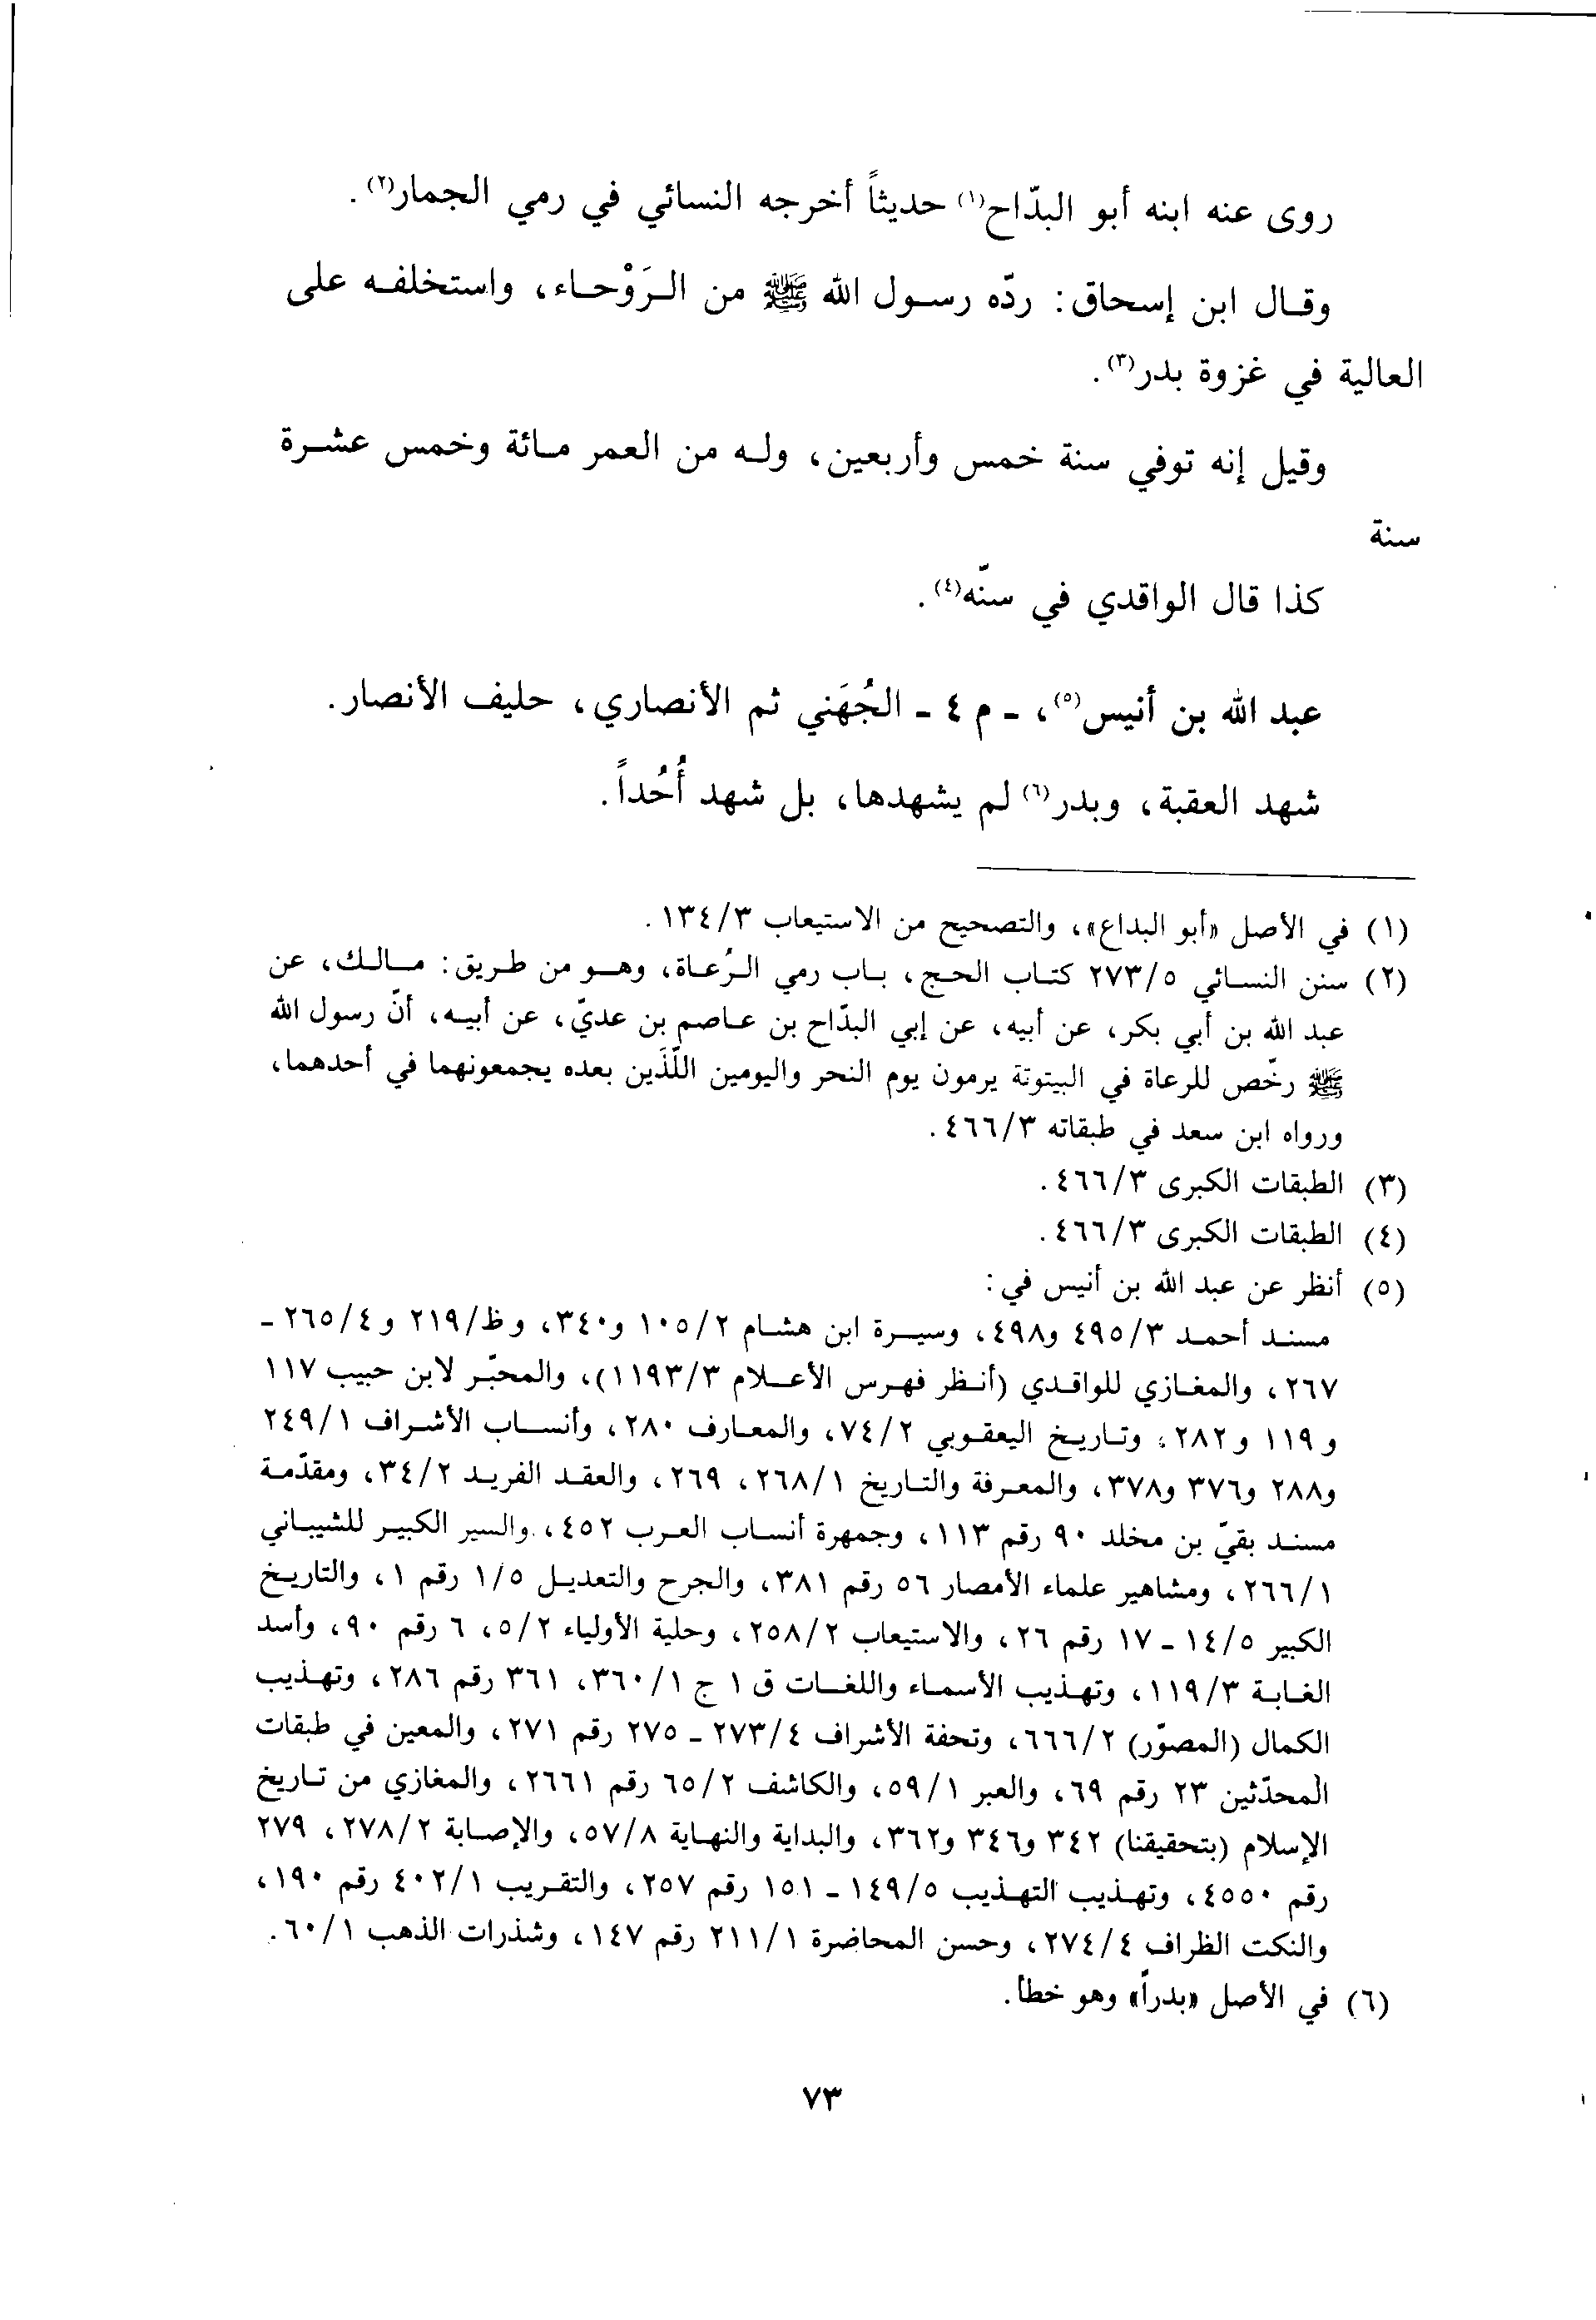 روى عنه ابنه أبو البدّاح(١) حديثاً أخرجه النسائي في رمي الجمار(٢).
وقال ابن إسحاق: ردّه رسول الله ﷺ من الرَوْحاء، واستخلفه على
العالية في غزوة بدر(٣).
وقيل إنه توفي سنة خمس وأربعين، وله من العمر مائة وخمس عشرة
سنة
كذا قال الواقدي في سنّه(٤).
عبد الله بن أنيس(٥)، ـ م ٤ ـ الجُهَني ثم الأنصاري، حليف الأنصار.
شهد العقبة، وبدر(٦) لم يشهدها، بل شهد أُحُداً.
(١) في الأصل «أبو البداع»، والتصحيح من الاستيعاب ١٣٤/٣.
(٢) سنن النسائي ٢٧٣/٥ كتاب الحج، باب رمي الرُعاة، وهو من طريق: مالك، عن
عبد الله بن أبي بكر، عن أبيه، عن إبي البدّاح بن عاصم بن عديّ، عن أبيه، أنّ رسول الله
ﷺ رخّص للرعاة في البيتوتة يرمون يوم النحر واليومين اللّذَين بعده يجمعونهما في أحدهما،
ورواه ابن سعد في طبقاته ٤٦٦/٣.
(٣) الطبقات الكبرى ٤٦٦/٣.
(٤) الطبقات الكبرى ٤٦٦/٣.
(٥) أنظر عن عبد الله بن أنيس في:
مسند أحمد ٤٩٥/٣ و٤٩٨، وسيرة ابن هشام ١٠٥/٢ و٣٤٠، وظ/٢١٩ و٢٦٥/٤ ـ
٢٦٧، والمغازي للواقدي (أنظر فهرس الأعلام ١١٩٣/٣)، والمحبّر لابن حبيب ١١٧
و١١٩ و٢٨٢، وتاريخ اليعقوبي ٧٤/٢، والمعارف ٢٨٠، وأنساب الأشراف ٢٤٩/١
و٢٨٨ و٣٧٦ و٣٧٨، والمعرفة والتاريخ ٢٦٨/١، ٢٦٩، والعقد الفريد ٣٤/٢، ومقدّمة
مسند بقيّ بن مخلد ٩٠ رقم ١١٣، وجمهرة أنساب العرب ٤٥٢، والسير الكبير للشيباني
٢٦٦/١، ومشاهير علماء الأمصار ٥٦ رقم ٣٨١، والجرح والتعديل ١/٥ رقم ١، والتاريخ
الكبير ١٤/٥ ـ ١٧ رقم ٢٦، والاستيعاب ٢٥٨/٢، وحلية الأولياء ٥/٢، ٦ رقم ٩٠، وأسد
الغابة ١١٩/٣، وتهذيب الأسماء واللغات ق ١ ج ٣٦٠/١، ٣٦١ رقم ٢٨٦، وتهذيب
الكمال (المصوّر) ٦٦٦/٢، وتحفة الأشراف ٢٧٣/٤ ـ ٢٧٥ رقم ٢٧١، والمعين في طبقات
المحدّثين ٢٣ رقم ٦٩، والعبر ٥٩/١، والكاشف ٦٥/٢ رقم ٢٦٦١، والمغازي من تاريخ
الإسلام (بتحقيقنا) ٣٤٢ و٣٤٦ و٣٦٢، والبداية والنهاية ٥٧/٨، والإصابة ٢٧٨/٢، ٢٧٩
رقم ٤٥٥٠، وتهذيب التهذيب ١٤٩/٥ ـ ١٥١ رقم ٢٥٧، والتقريب ٤٠٢/١ رقم ١٩٠،
والنكت الظراف ٢٧٤/٤، وحسن المحاضرة ٢١١/١ رقم ١٤٧، وشذرات الذهب ٦٠/١.
(٦) في الأصل «بدراً» وهو خطأ.
٧٣